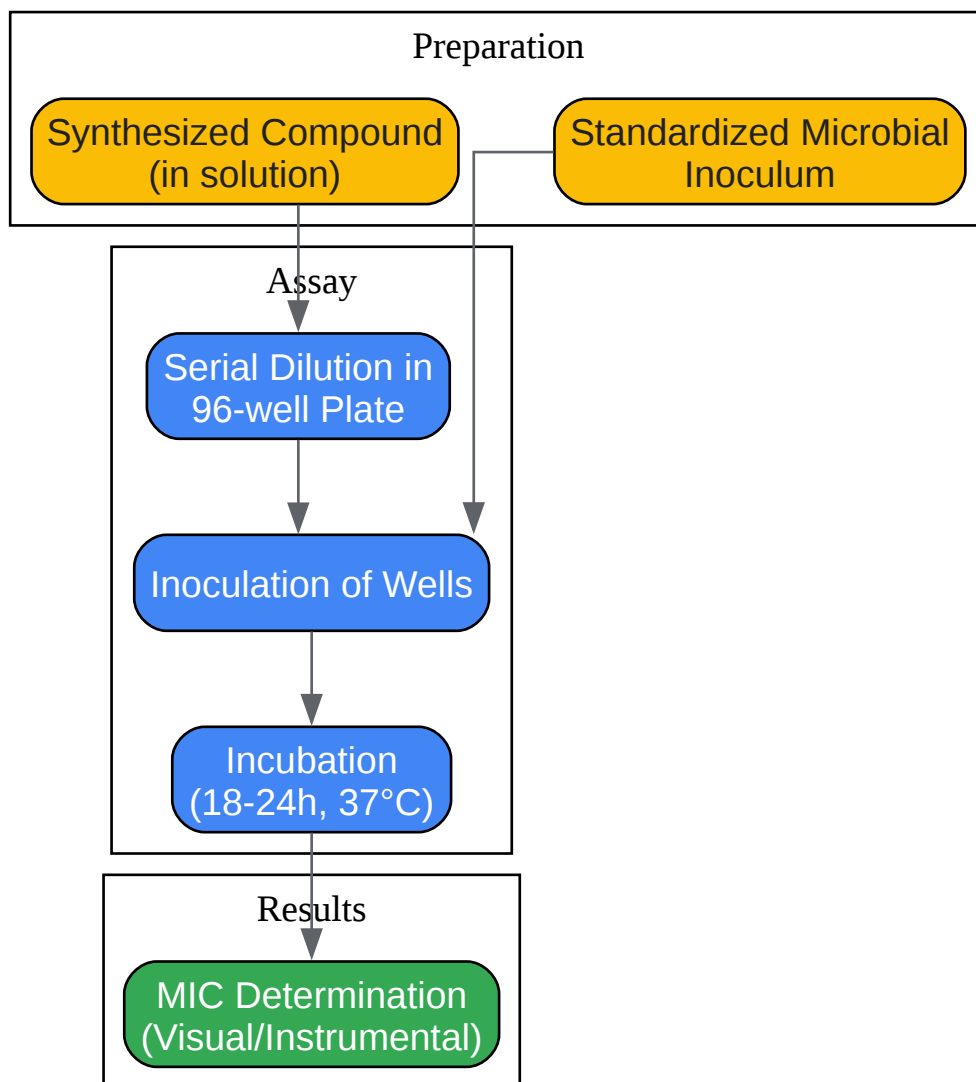 Preparation
Synthesized Compound
(in solution)
Standardized Microbial
Inoculum
Assay
Serial Dilution in
96-well Plate
Inoculation of Wells
Incubation
(18-24h, 37°C)
Results
MIC Determination
(Visual/Instrumental)